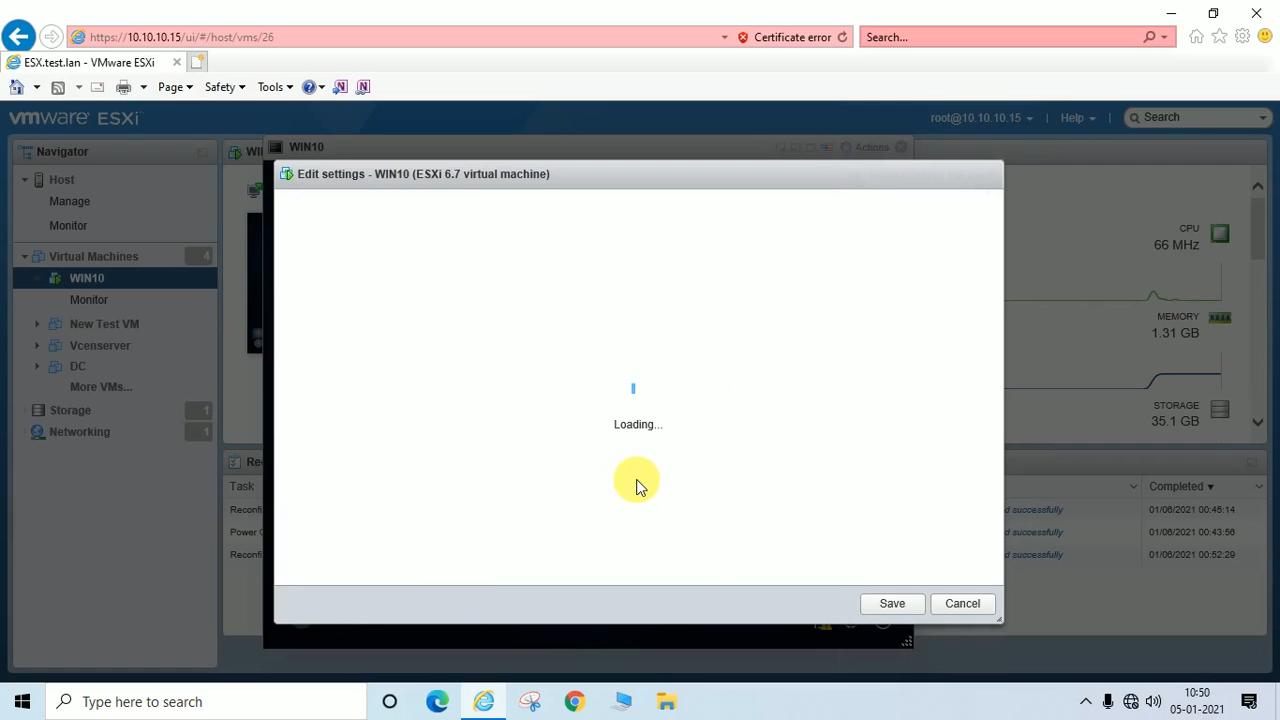 https://10.10.10.15/ui/#/host/vms/26
Certificate error
Search...
ESX.test.lan - VMware ESXi
Page
Safety
Tools
vmware ESXi
root@10.10.10.15
Help
Search
Navigator
Host
Manage
Monitor
Virtual Machines
4
WIN10
Monitor
New Test VM
Vcenserver
DC
More VMs...
Storage
1
Networking
1
WIN10
Actions
Edit settings - WIN10 (ESXi 6.7 virtual machine)
Loading...
Save
Cancel
CPU
66 MHz
MEMORY
1.31 GB
STORAGE
35.1 GB
Task
Completed
01/06/2021 00:45:14
01/06/2021 00:43:56
successfully
01/06/2021 00:52:29
Type here to search
10:50
05-01-2021